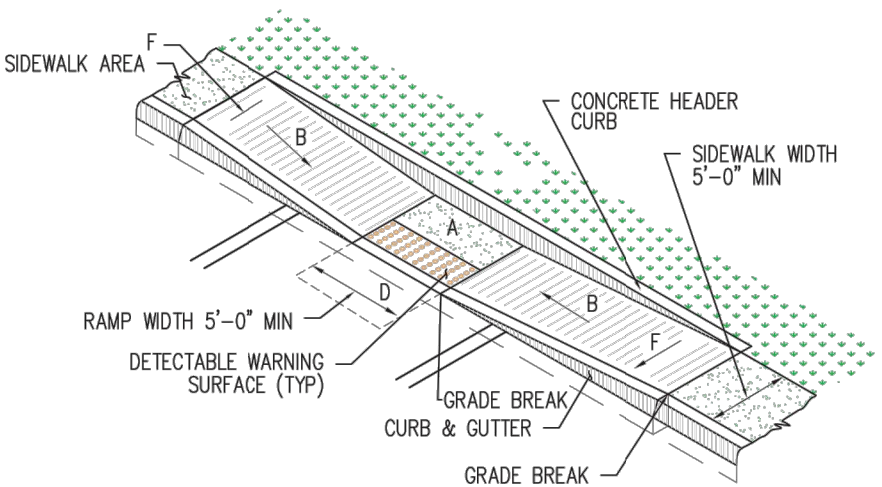 F
SIDEWALK AREA
B
CONCRETE HEADER
CURB
SIDEWALK WIDTH
5'-0" MIN
A
D
B
RAMP WIDTH 5'-0" MIN
F
DETECTABLE WARNING
SURFACE (TYP)
GRADE BREAK
CURB & GUTTER
GRADE BREAK